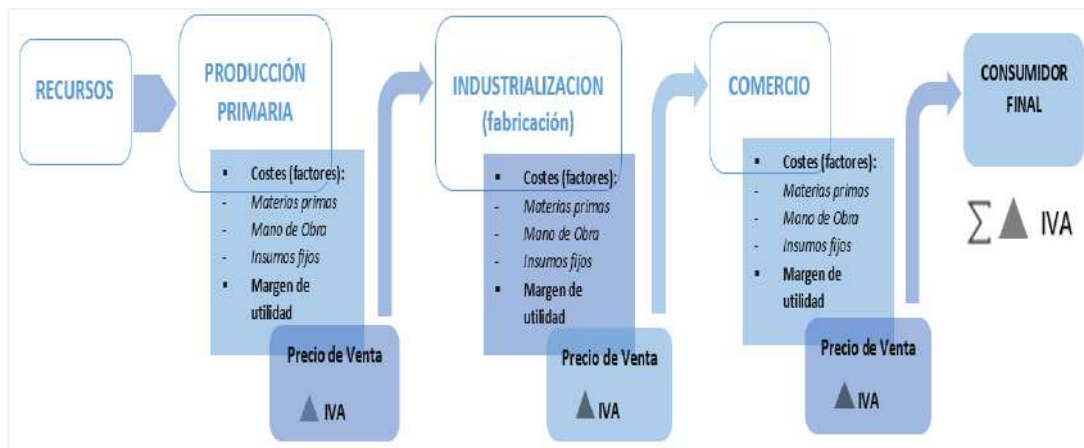 RECURSOS
PRODUCCIÓN
PRIMARIA
▪ Costes (factores):
- Materias primas
- Mano de Obra
- Insumos fijos
▪ Margen de
utilidad
Precio de Venta
▲ IVA
INDUSTRIALIZACION
(fabricación)
▪ Costes (factores):
- Materias primas
- Mano de Obra
- Insumos fijos
▪ Margen de
utilidad
Precio de Venta
▲ IVA
COMERCIO
▪ Costes (factores):
- Materias primas
- Mano de Obra
- Insumos fijos
▪ Margen de
utilidad
Precio de Venta
▲ IVA
CONSUMIDOR
FINAL
∑ ▲ IVA